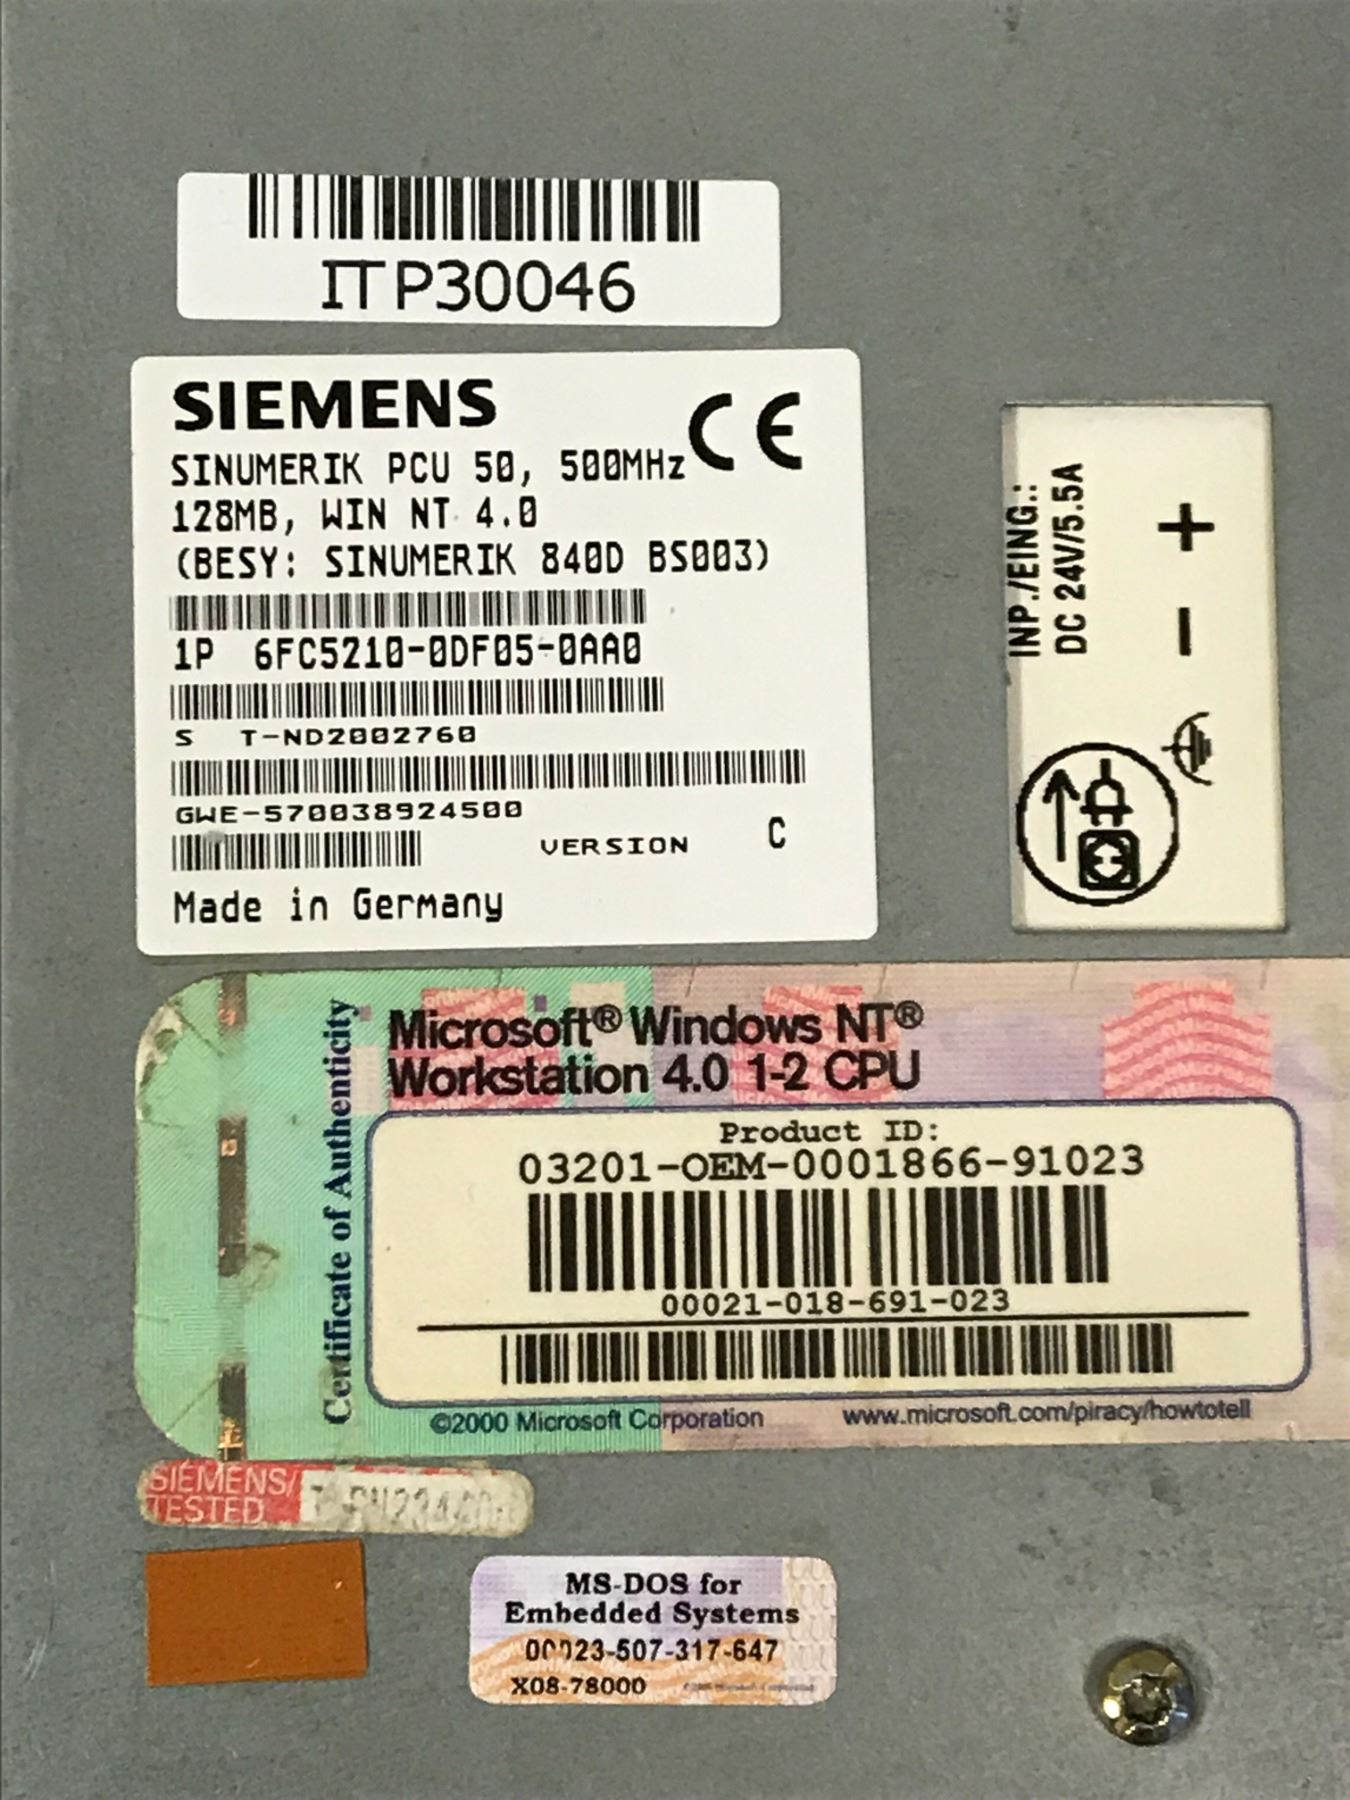 ITP30046
SIEMENS
CE
SINUMERIK PCU 50, 500MHz
128MB, WIN NT 4.0
(BESY: SINUMERIK 840D BS003)
1P 6FC5210-0DF05-0AA0
S T-ND2002760
GWE-570038924500
VERSION C
Made in Germany
INP./EING.:
DC 24V/5.5A
+ −
Certificate of Authenticity
Microsoft® Windows NT®
Workstation 4.0 1-2 CPU
Product ID:
03201-OEM-0001866-91023
00021-018-691-023
©2000 Microsoft Corporation www.microsoft.com/piracy/howtotell
SIEMENS/
TESTED
MS-DOS for
Embedded Systems
-507-317-647
X08-78000